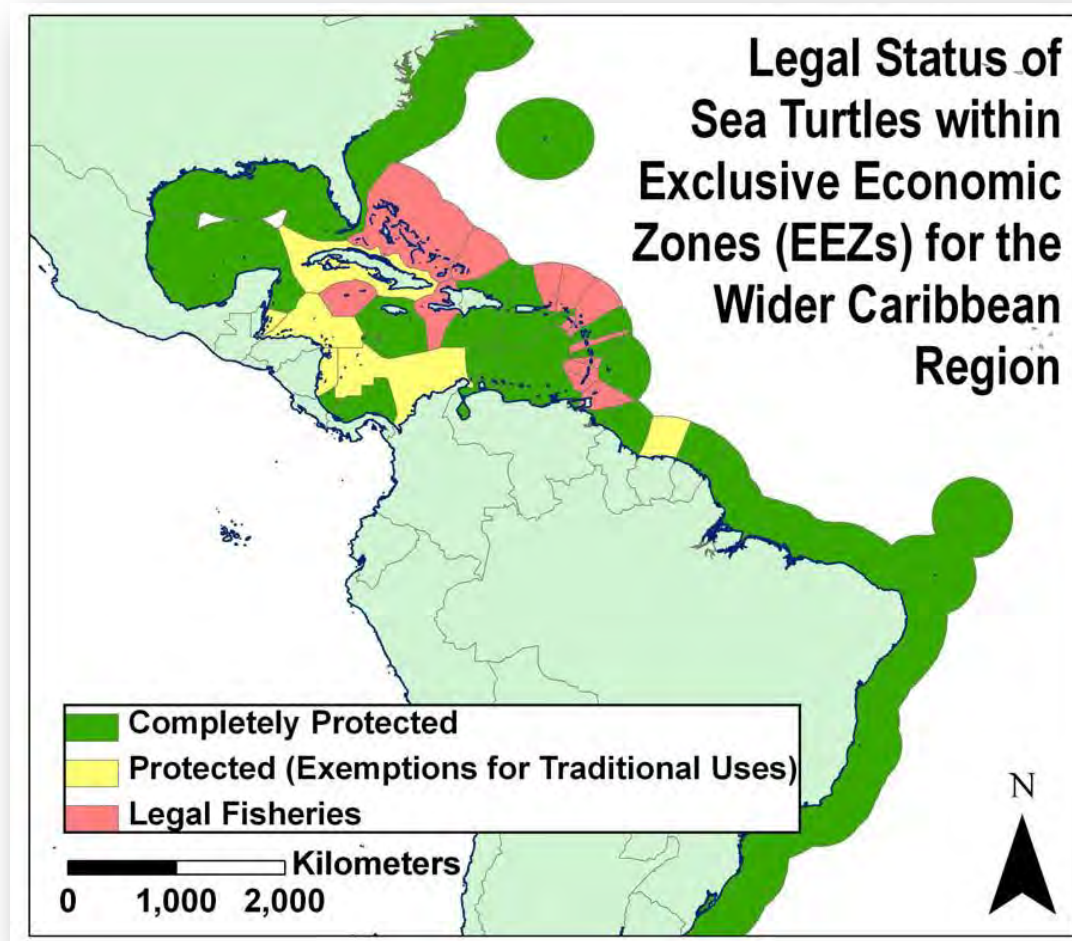 Legal Status of
Sea Turtles within
Exclusive Economic
Zones (EEZs) for the
Wider Caribbean
Region
Completely Protected
Protected (Exemptions for Traditional Uses)
Legal Fisheries
Kilometers
0 1,000 2,000
N